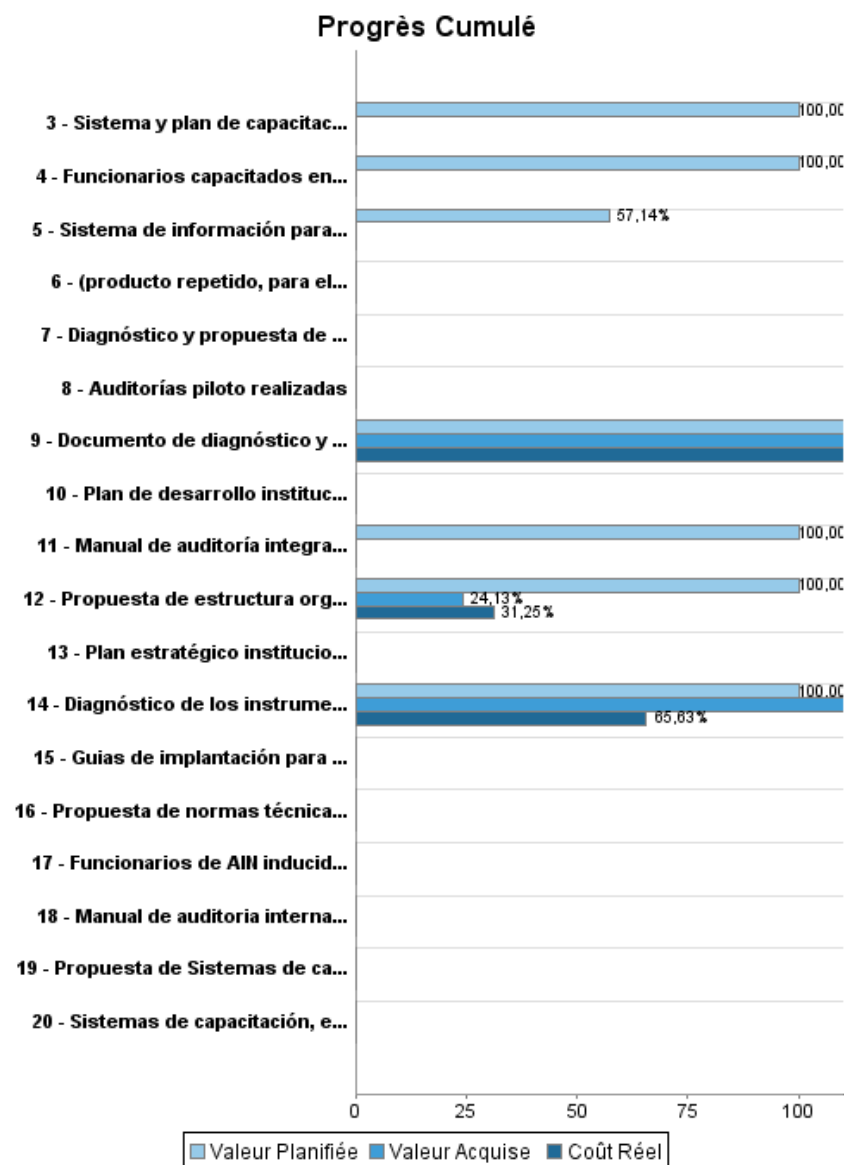 Progrès Cumulé
3 - Sistema y plan de capacitac...
100,00
4 - Funcionarios capacitados en...
100,00
5 - Sistema de información para...
57,14%
6 - (producto repetido, para el...
7 - Diagnóstico y propuesta de ...
8 - Auditorías piloto realizadas
9 - Documento de diagnóstico y ...
10 - Plan de desarrollo instituc...
11 - Manual de auditoría integra...
100,00
12 - Propuesta de estructura org...
100,00
24,13%
31,25%
13 - Plan estratégico institucio...
14 - Diagnóstico de los instrume...
100,00
65,63%
15 - Guias de implantación para ...
16 - Propuesta de normas técnica...
17 - Funcionarios de AIN inducid...
18 - Manual de auditoria interna...
19 - Propuesta de Sistemas de ca...
20 - Sistemas de capacitación, e...
0 25 50 75 100
Valeur Planifiée Valeur Acquise Coût Réel